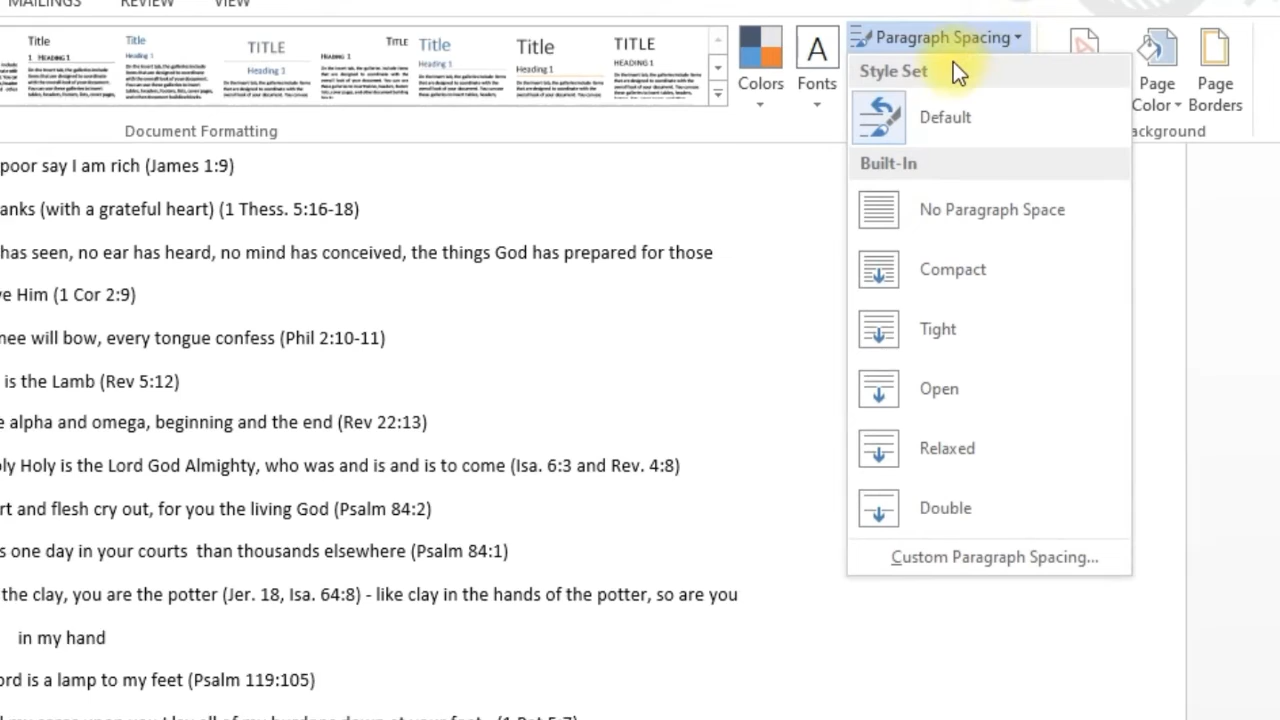 MAILINGS REVIEW VIEW
Title Title TITLE TITLE Title Title TITLE
1 HEADING 1 Heading 1 Heading 1 HEADING 1 Heading 1 Heading 1 HEADING 1
Colors Fonts Paragraph Spacing Page Color Page Borders
Document Formatting ackground
Style Set
Default
Built-In
No Paragraph Space
Compact
Tight
Open
Relaxed
Double
Custom Paragraph Spacing...
poor say I am rich (James 1:9)
anks (with a grateful heart) (1 Thess. 5:16-18)
has seen, no ear has heard, no mind has conceived, the things God has prepared for those
ve Him (1 Cor 2:9)
nee will bow, every tongue confess (Phil 2:10-11)
is the Lamb (Rev 5:12)
e alpha and omega, beginning and the end (Rev 22:13)
oly Holy is the Lord God Almighty, who was and is and is to come (Isa. 6:3 and Rev. 4:8)
rt and flesh cry out, for you the living God (Psalm 84:2)
s one day in your courts than thousands elsewhere (Psalm 84:1)
the clay, you are the potter (Jer. 18, Isa. 64:8) - like clay in the hands of the potter, so are you
in my hand
ord is a lamp to my feet (Psalm 119:105)